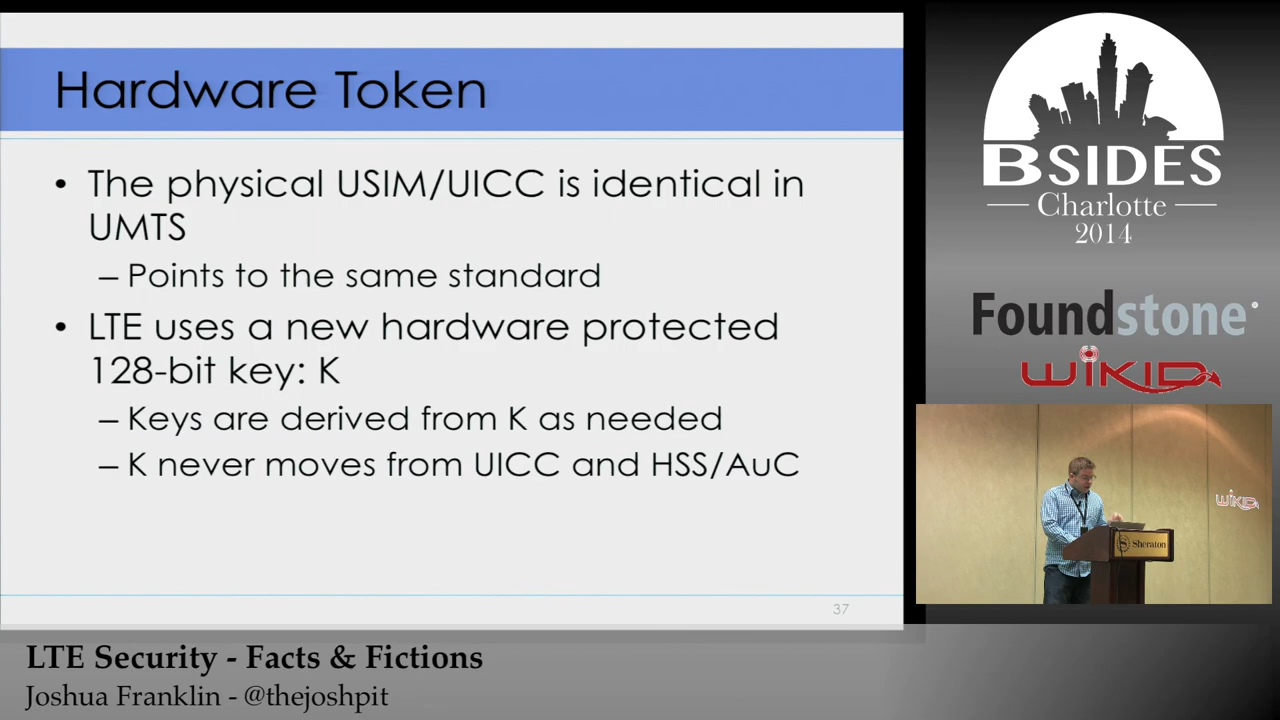 Hardware Token
• The physical USIM/UICC is identical in
UMTS
– Points to the same standard
• LTE uses a new hardware protected
128-bit key: K
– Keys are derived from K as needed
– K never moves from UICC and HSS/AuC
37
BSIDES
Charlotte
2014
Foundstone
WiKID
WiKID
Sheraton
LTE Security - Facts & Fictions
Joshua Franklin - @thejoshpit